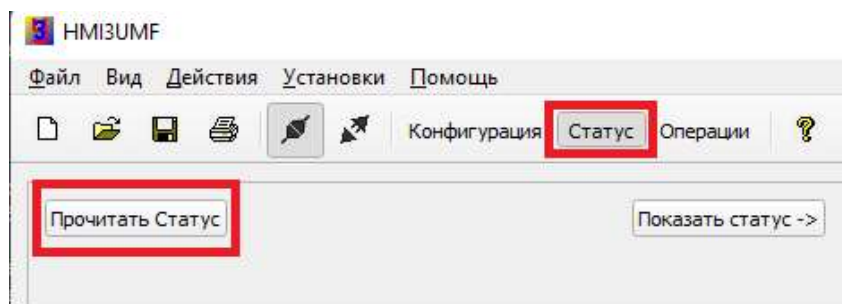 HMI3UMF
Файл Вид Действия Установки Помощь
Конфигурация Статус Операции
Прочитать Статус Показать статус ->